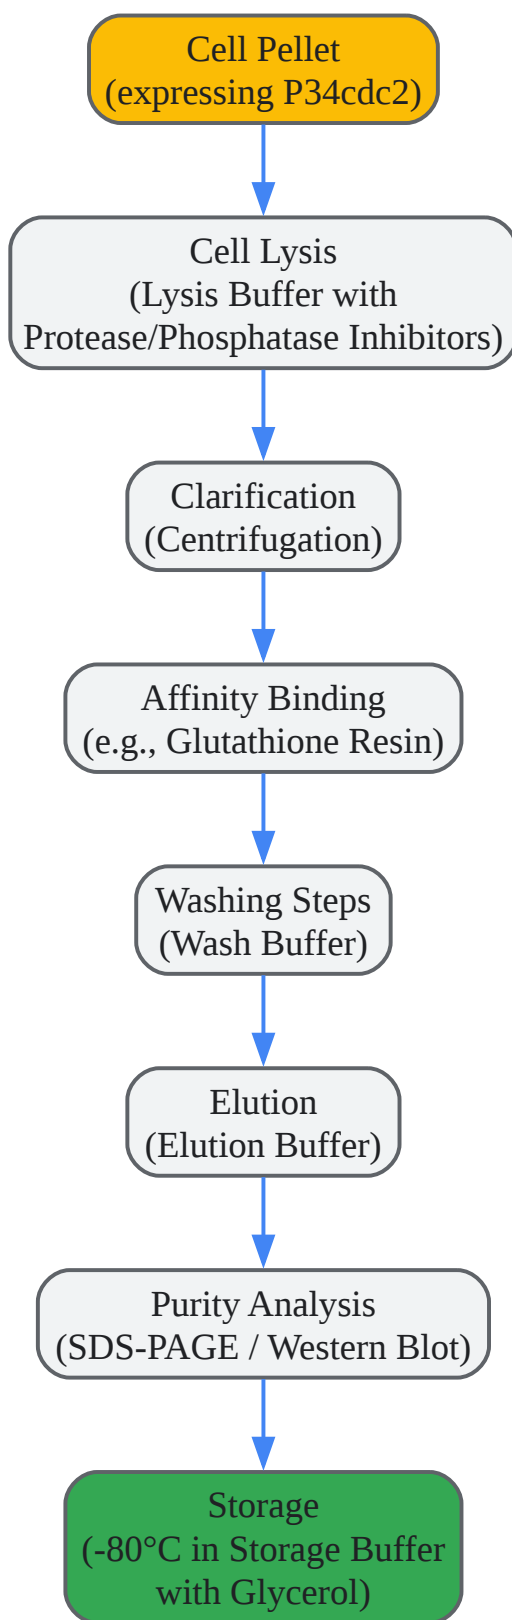 Cell Pellet
(expressing P34cdc2)
Cell Lysis
(Lysis Buffer with
Protease/Phosphatase Inhibitors)
Clarification
(Centrifugation)
Affinity Binding
(e.g., Glutathione Resin)
Washing Steps
(Wash Buffer)
Elution
(Elution Buffer)
Purity Analysis
(SDS-PAGE / Western Blot)
Storage
(-80°C in Storage Buffer
with Glycerol)